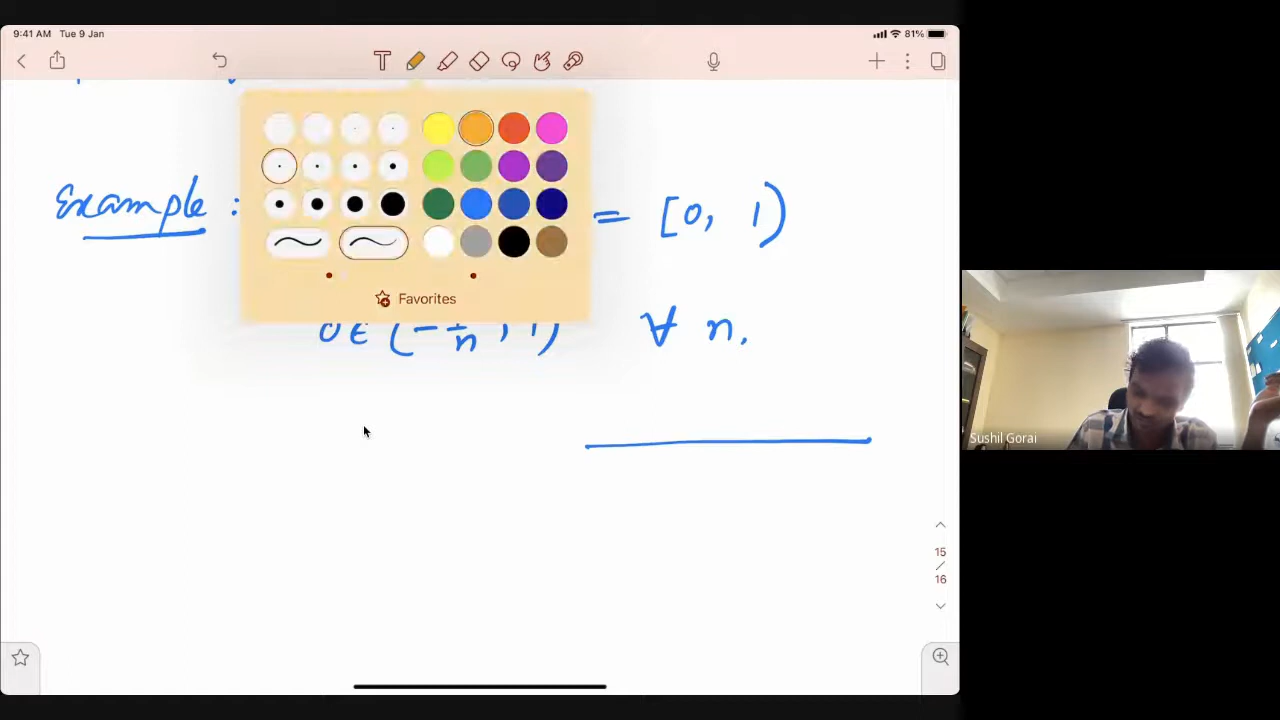 9:41 AM Tue 9 Jan
81%
T
Example : = [0, 1)
Favorites
0 ∈ (-1/n, 1) ∀ n.
Sushil Gorai
15
/
16